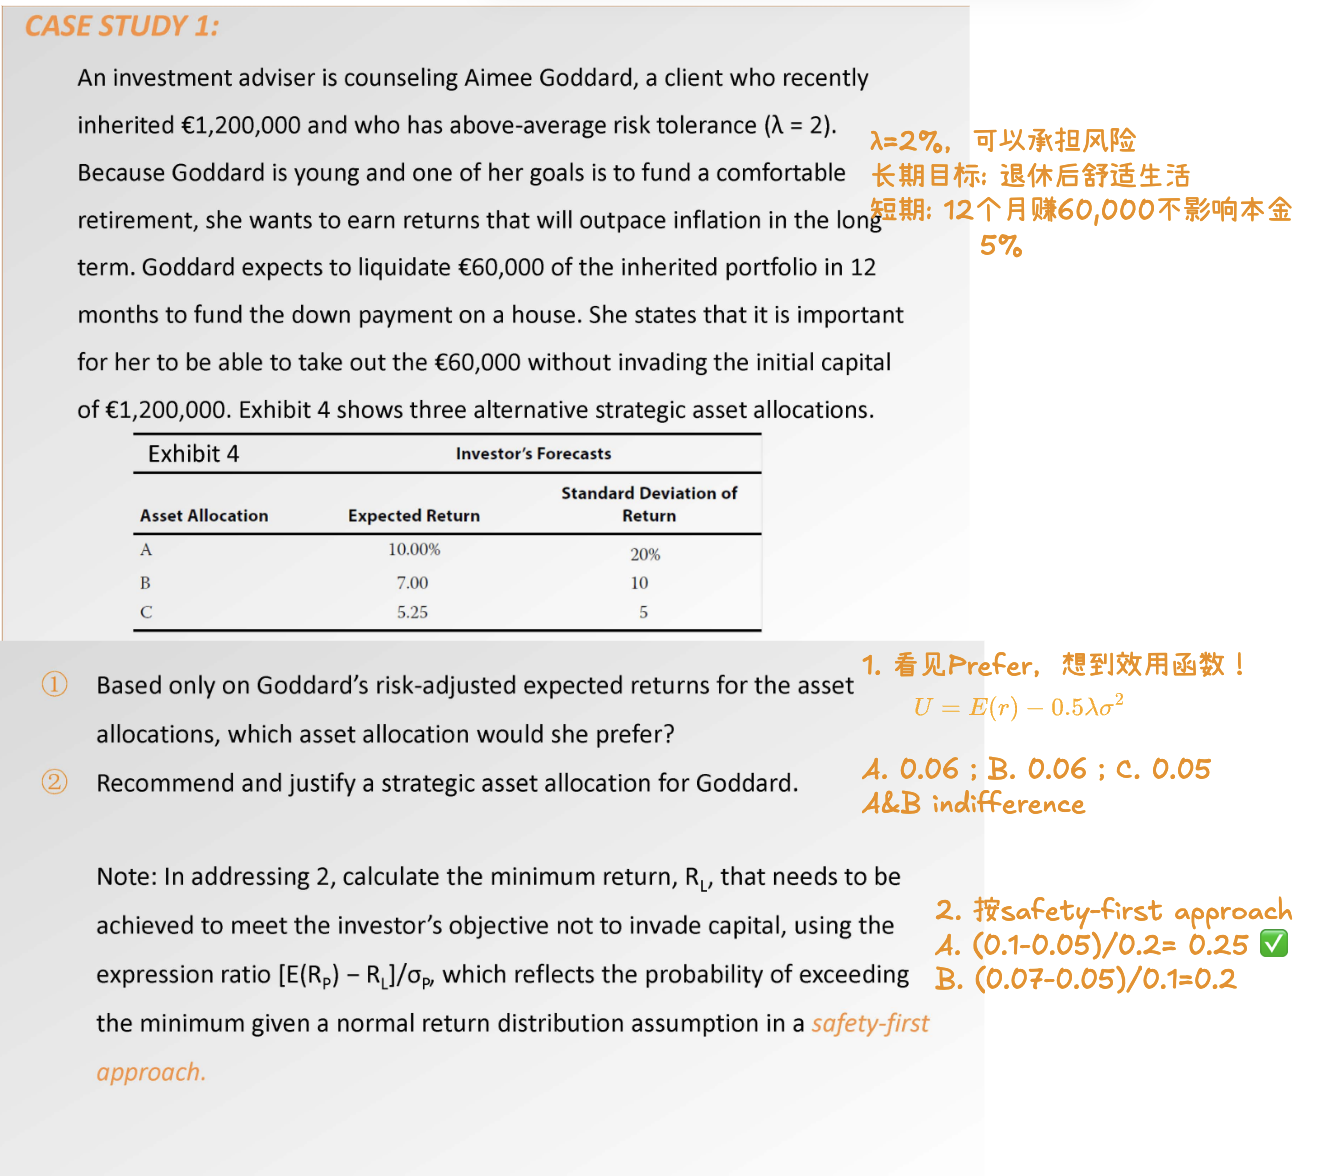 CASE STUDY 1:
An investment adviser is counseling Aimee Goddard, a client who recently
inherited €1,200,000 and who has above-average risk tolerance (λ = 2).
Because Goddard is young and one of her goals is to fund a comfortable
retirement, she wants to earn returns that will outpace inflation in the long
term. Goddard expects to liquidate €60,000 of the inherited portfolio in 12
months to fund the down payment on a house. She states that it is important
for her to be able to take out the €60,000 without invading the initial capital
of €1,200,000. Exhibit 4 shows three alternative strategic asset allocations.
λ=2%, 可以承担风险
长期目标: 退休后舒适生活
短期: 12个月赚60,000不影响本金
5%
Exhibit 4 Investor's Forecasts
Standard Deviation of
Asset Allocation Expected Return Return
A 10.00% 20%
B 7.00 10
C 5.25 5
① Based only on Goddard's risk-adjusted expected returns for the asset
allocations, which asset allocation would she prefer?
② Recommend and justify a strategic asset allocation for Goddard.
1. 看见Prefer, 想到效用函数！
U = E(r) − 0.5λσ²
A. 0.06 ; B. 0.06 ; C. 0.05
A&B indifference
Note: In addressing 2, calculate the minimum return, R_L, that needs to be
achieved to meet the investor's objective not to invade capital, using the
expression ratio [E(R_P) − R_L]/σ_P, which reflects the probability of exceeding
the minimum given a normal return distribution assumption in a safety-first
approach.
2. 按safety-first approach
A. (0.1-0.05)/0.2= 0.25 ✅
B. (0.07-0.05)/0.1=0.2